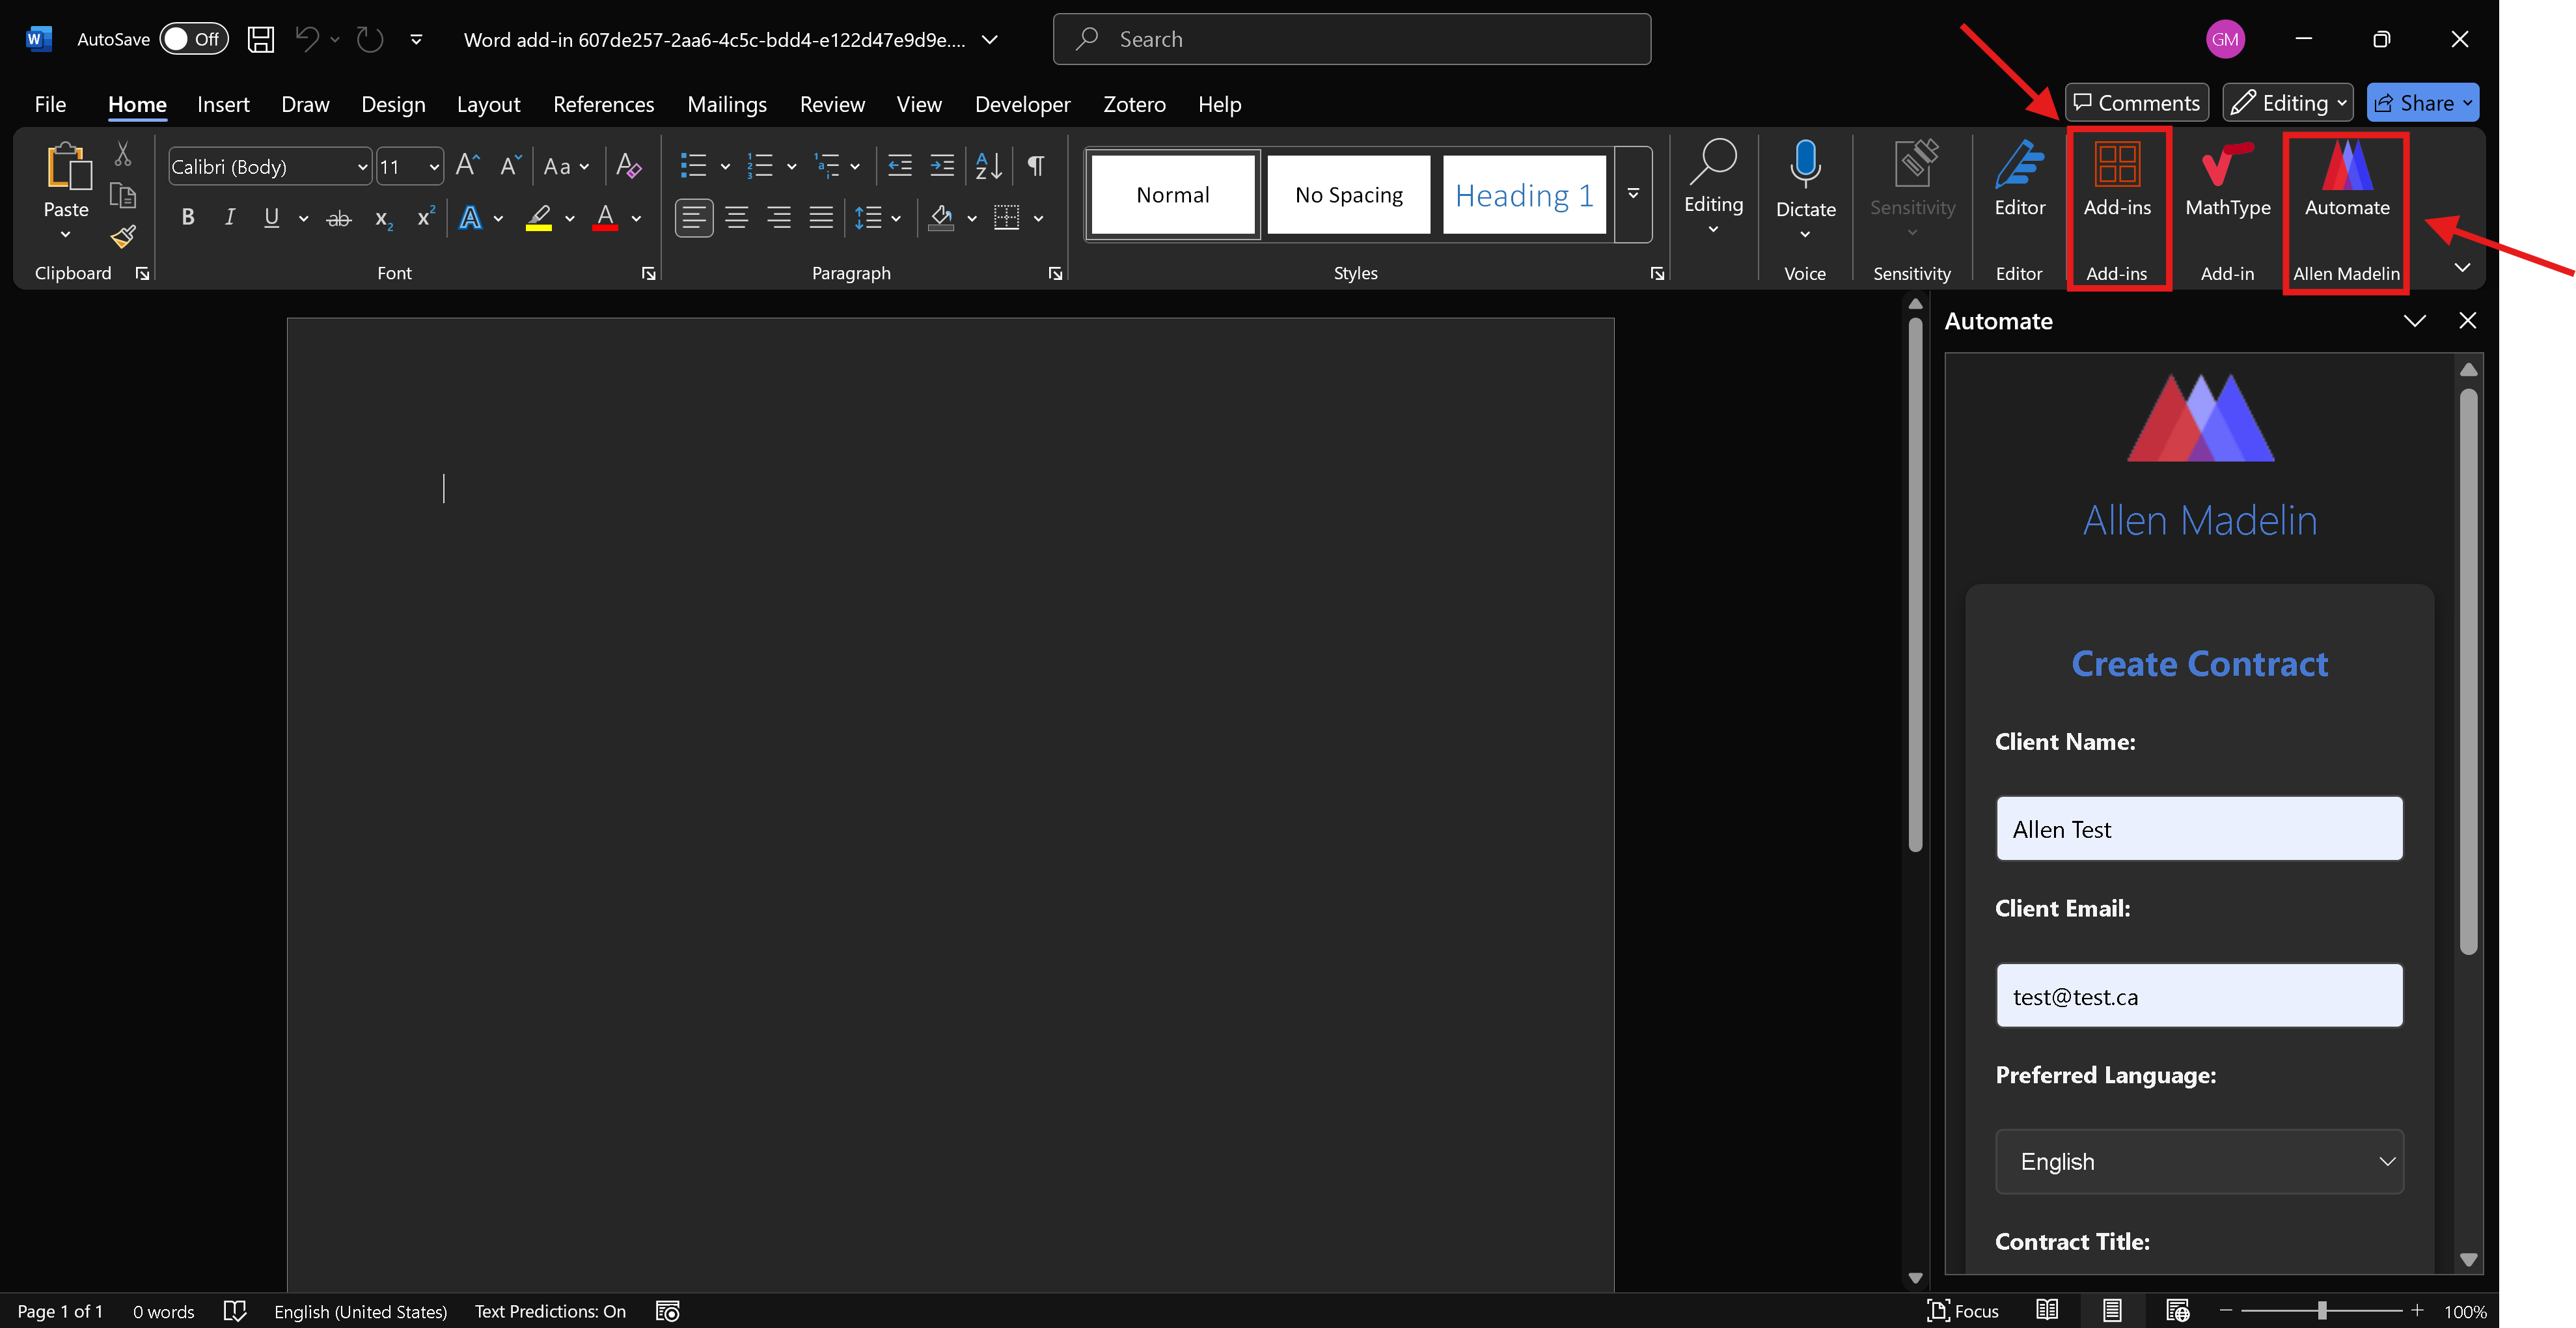 AutoSave Off Word add-in 607de257-2aa6-4c5c-bdd4-e122d47e9d9e.... Search GM
File Home Insert Draw Design Layout References Mailings Review View Developer Zotero Help Comments Editing Share
Paste Calibri (Body) 11 Aa Normal No Spacing Heading 1 Editing Dictate Sensitivity Editor Add-ins MathType Automate
Clipboard Font Paragraph Styles Voice Sensitivity Editor Add-ins Add-in Allen Madelin
Automate
Allen Madelin
Create Contract
Client Name:
Allen Test
Client Email:
test@test.ca
Preferred Language:
English
Contract Title:
Page 1 of 1 0 words English (United States) Text Predictions: On Focus 100%